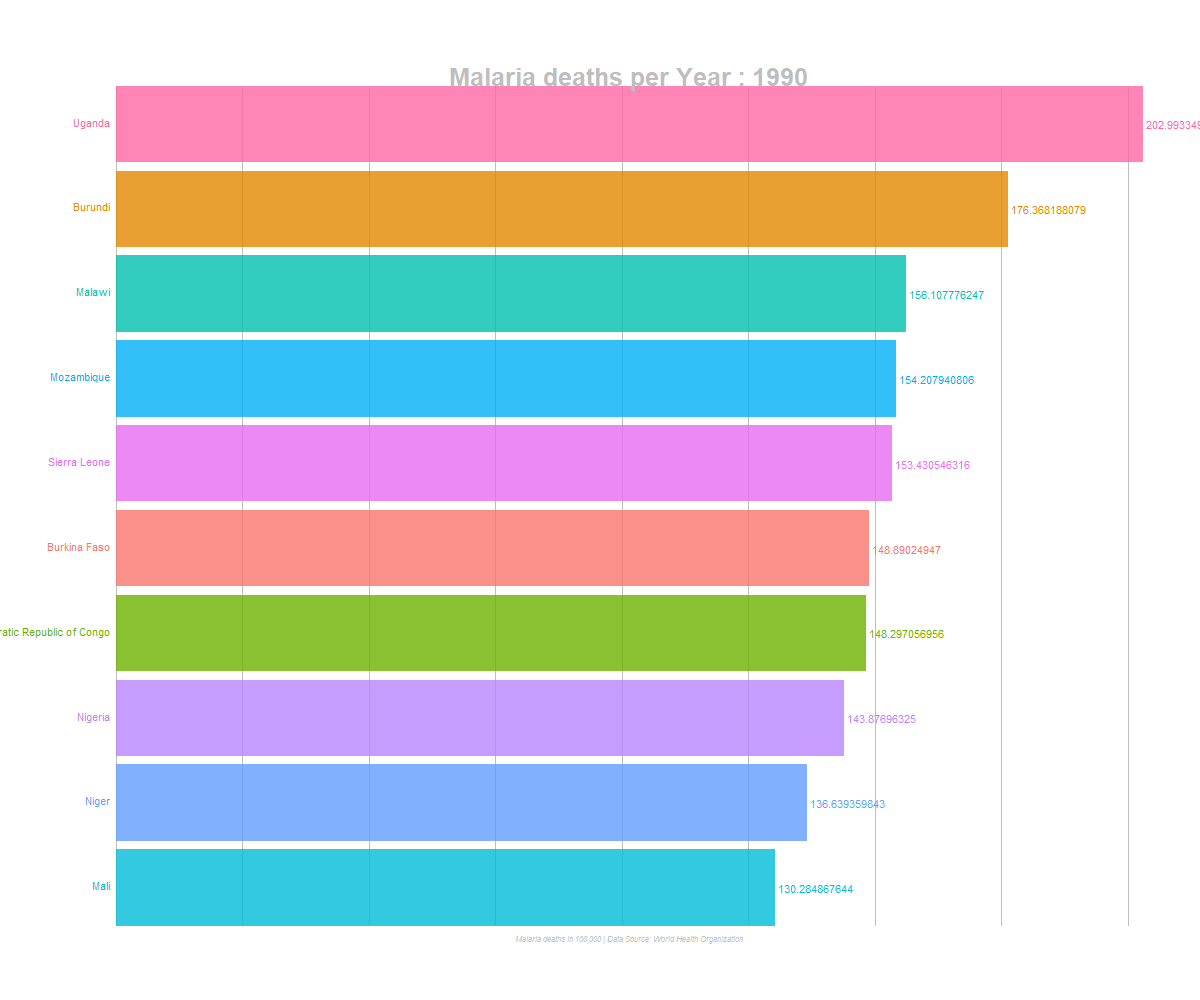 Malaria deaths per Year : 1990
Uganda 202.993349
Burundi 176.368188079
Malawi 156.107776247
Mozambique 154.207940806
Sierra Leone 153.430546316
Burkina Faso 148.89024947
ratic Republic of Congo 148.297056956
Nigeria 143.87696325
Niger 136.639359843
Mali 130.284867644
Malaria deaths in 100,000 | Data Source: World Health Organization